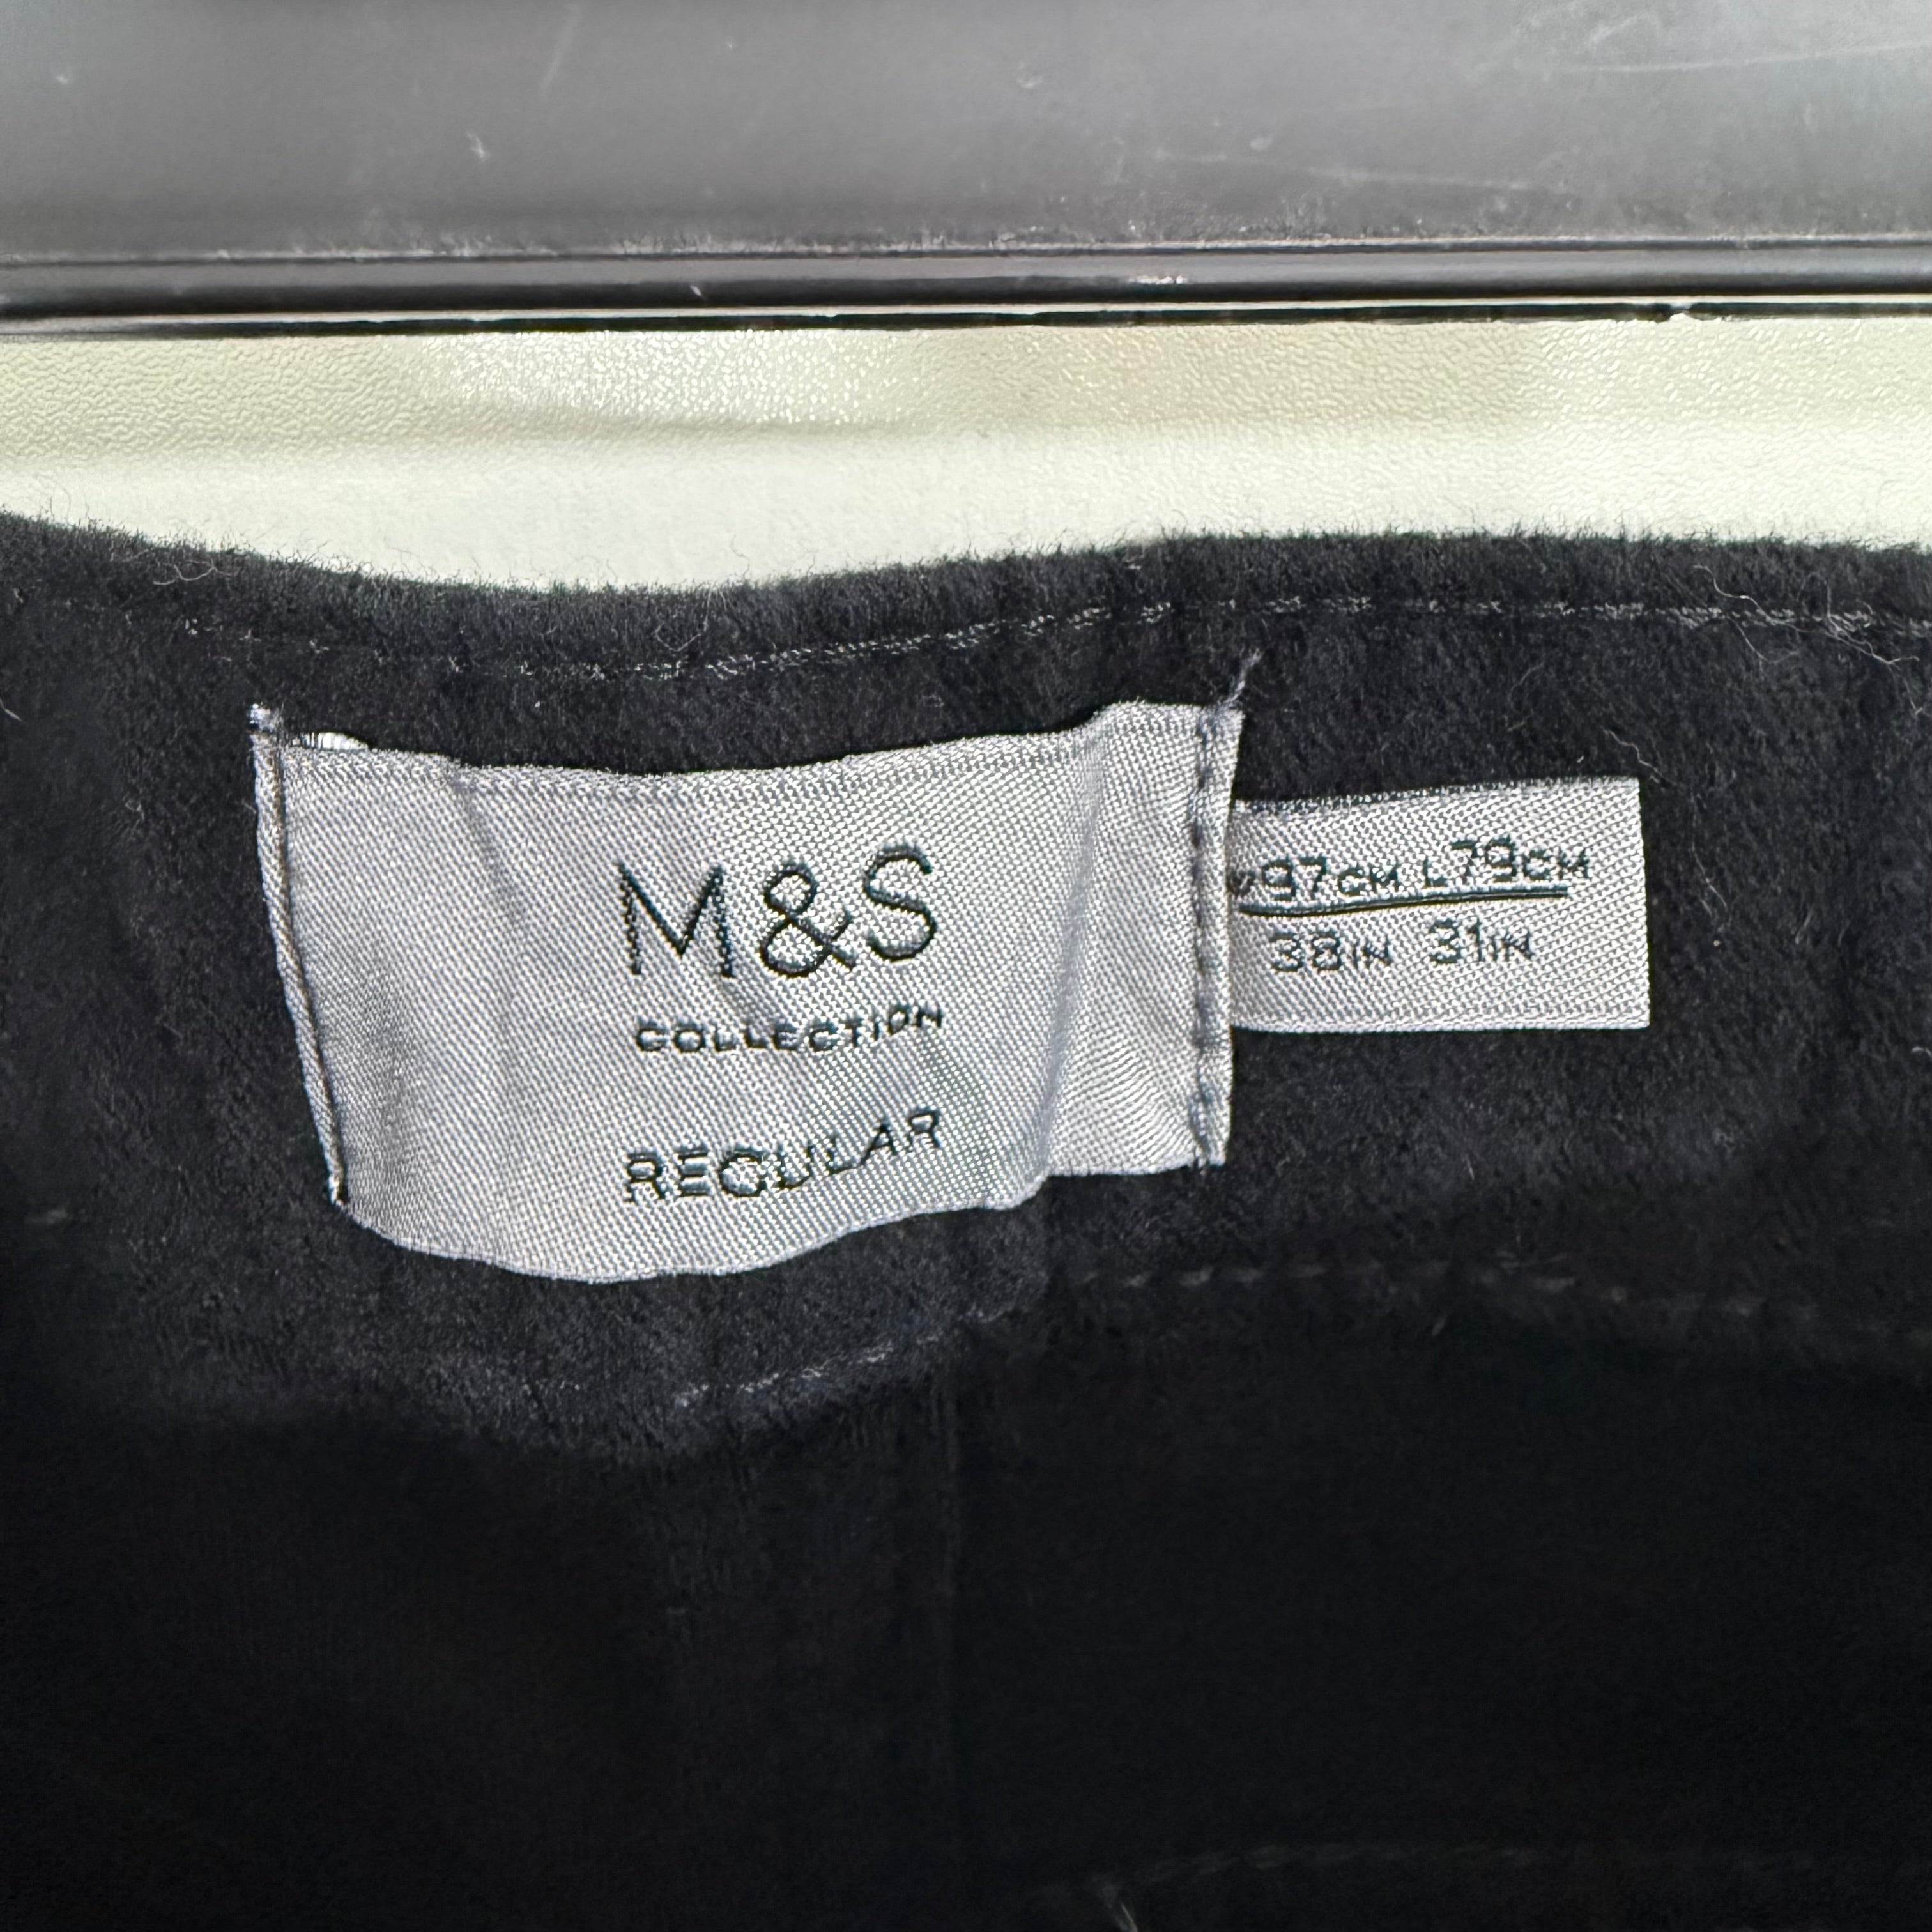 M&S
COLLECTION
REGULAR
W97CM L79CM
38IN 31IN